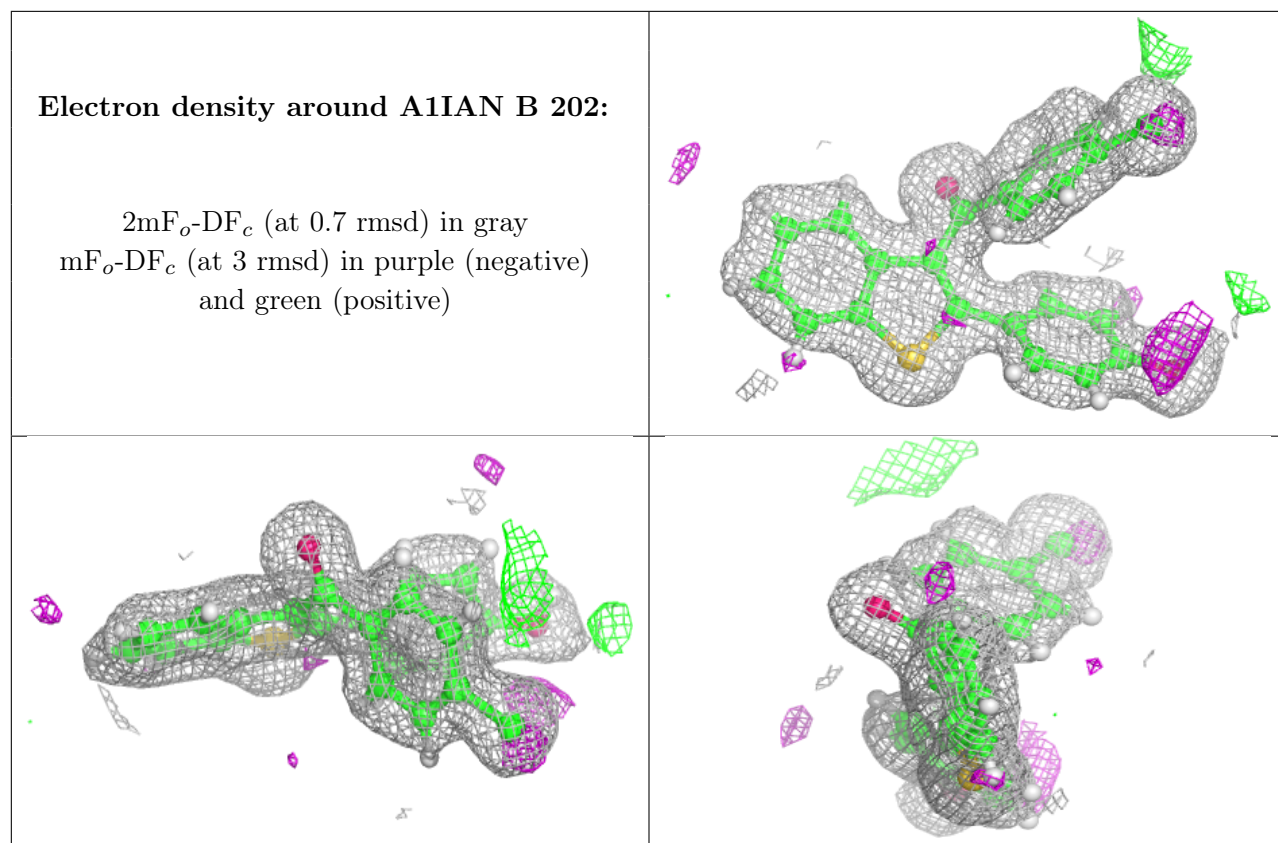 Electron density around A1IAN B 202:
2mFo-DFc (at 0.7 rmsd) in gray
mFo-DFc (at 3 rmsd) in purple (negative)
and green (positive)